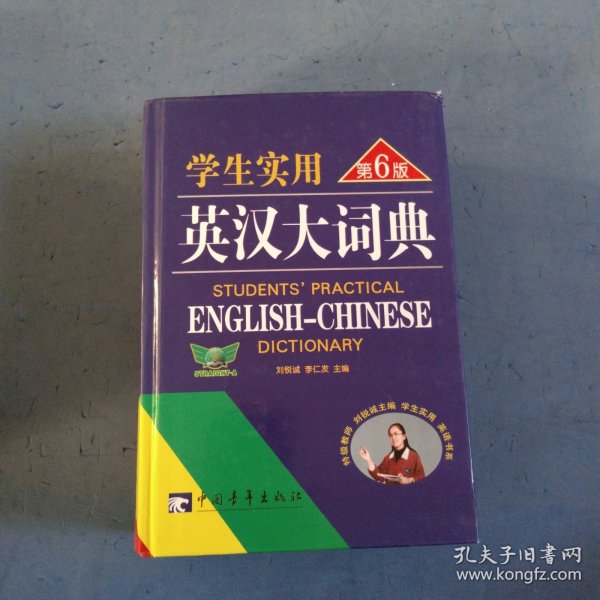 学生实用
第6版
英汉大词典
STUDENTS' PRACTICAL
ENGLISH-CHINESE
DICTIONARY
STRAIGHT-A
刘锐诚 李仁发 主编
特级教师 刘锐诚主编 学生实用 英语书系
中国青年出版社
孔夫子旧书网
www.kongfz.com